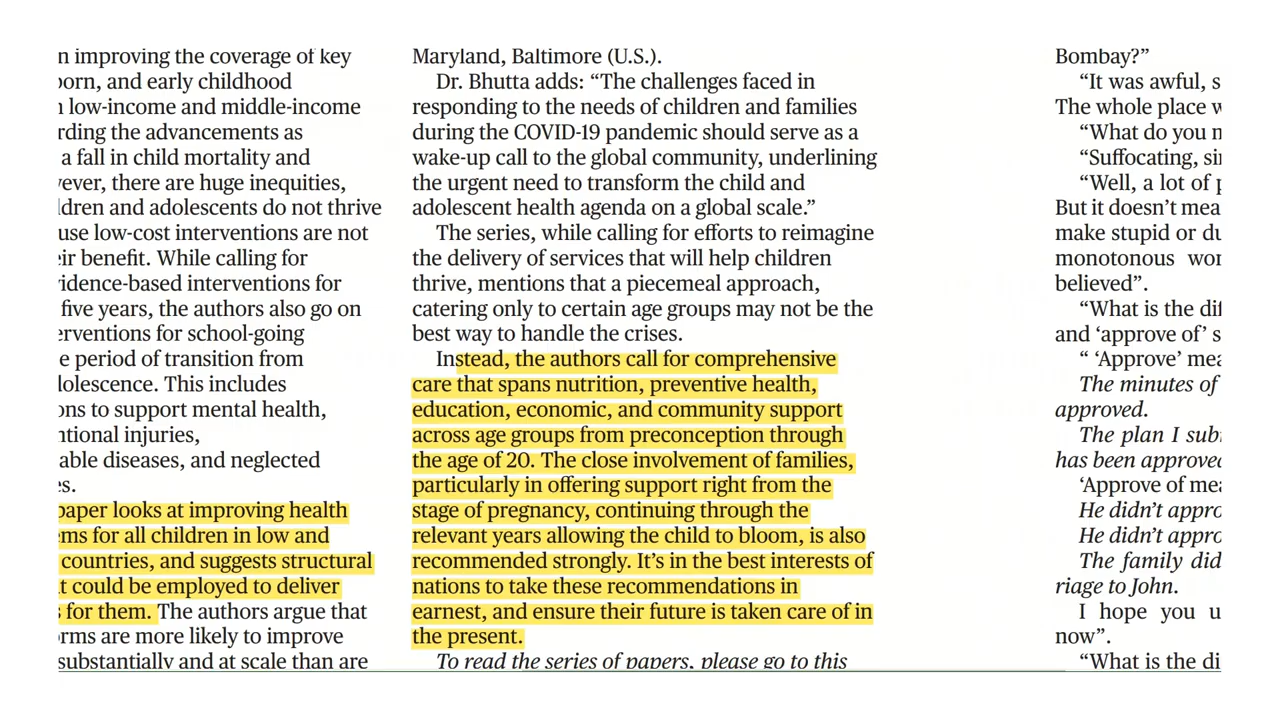 n improving the coverage of key
born, and early childhood
low-income and middle-income
rding the advancements as
a fall in child mortality and
vever, there are huge inequities,
ldren and adolescents do not thrive
use low-cost interventions are not
eir benefit. While calling for
vidence-based interventions for
five years, the authors also go on
erventions for school-going
e period of transition from
dolescence. This includes
ons to support mental health,
ntional injuries,
able diseases, and neglected
es.
paper looks at improving health
ems for all children in low and
countries, and suggests structural
t could be employed to deliver
s for them. The authors argue that
orms are more likely to improve
substantially and at scale than are
Maryland, Baltimore (U.S.).
Dr. Bhutta adds: “The challenges faced in
responding to the needs of children and families
during the COVID-19 pandemic should serve as a
wake-up call to the global community, underlining
the urgent need to transform the child and
adolescent health agenda on a global scale.”
The series, while calling for efforts to reimagine
the delivery of services that will help children
thrive, mentions that a piecemeal approach,
catering only to certain age groups may not be the
best way to handle the crises.
Instead, the authors call for comprehensive
care that spans nutrition, preventive health,
education, economic, and community support
across age groups from preconception through
the age of 20. The close involvement of families,
particularly in offering support right from the
stage of pregnancy, continuing through the
relevant years allowing the child to bloom, is also
recommended strongly. It’s in the best interests of
nations to take these recommendations in
earnest, and ensure their future is taken care of in
the present.
To read the series of papers, please go to this
Bombay?”
“It was awful, s
The whole place w
“What do you n
“Suffocating, sir
“Well, a lot of p
But it doesn’t mea
make stupid or du
monotonous wor
believed”.
“What is the dif
and ‘approve of’ s
“ ‘Approve’ mea
The minutes of
approved.
The plan I sub
has been approved
‘Approve of mea
He didn’t appro
He didn’t appro
The family did
riage to John.
I hope you u
now”.
“What is the di